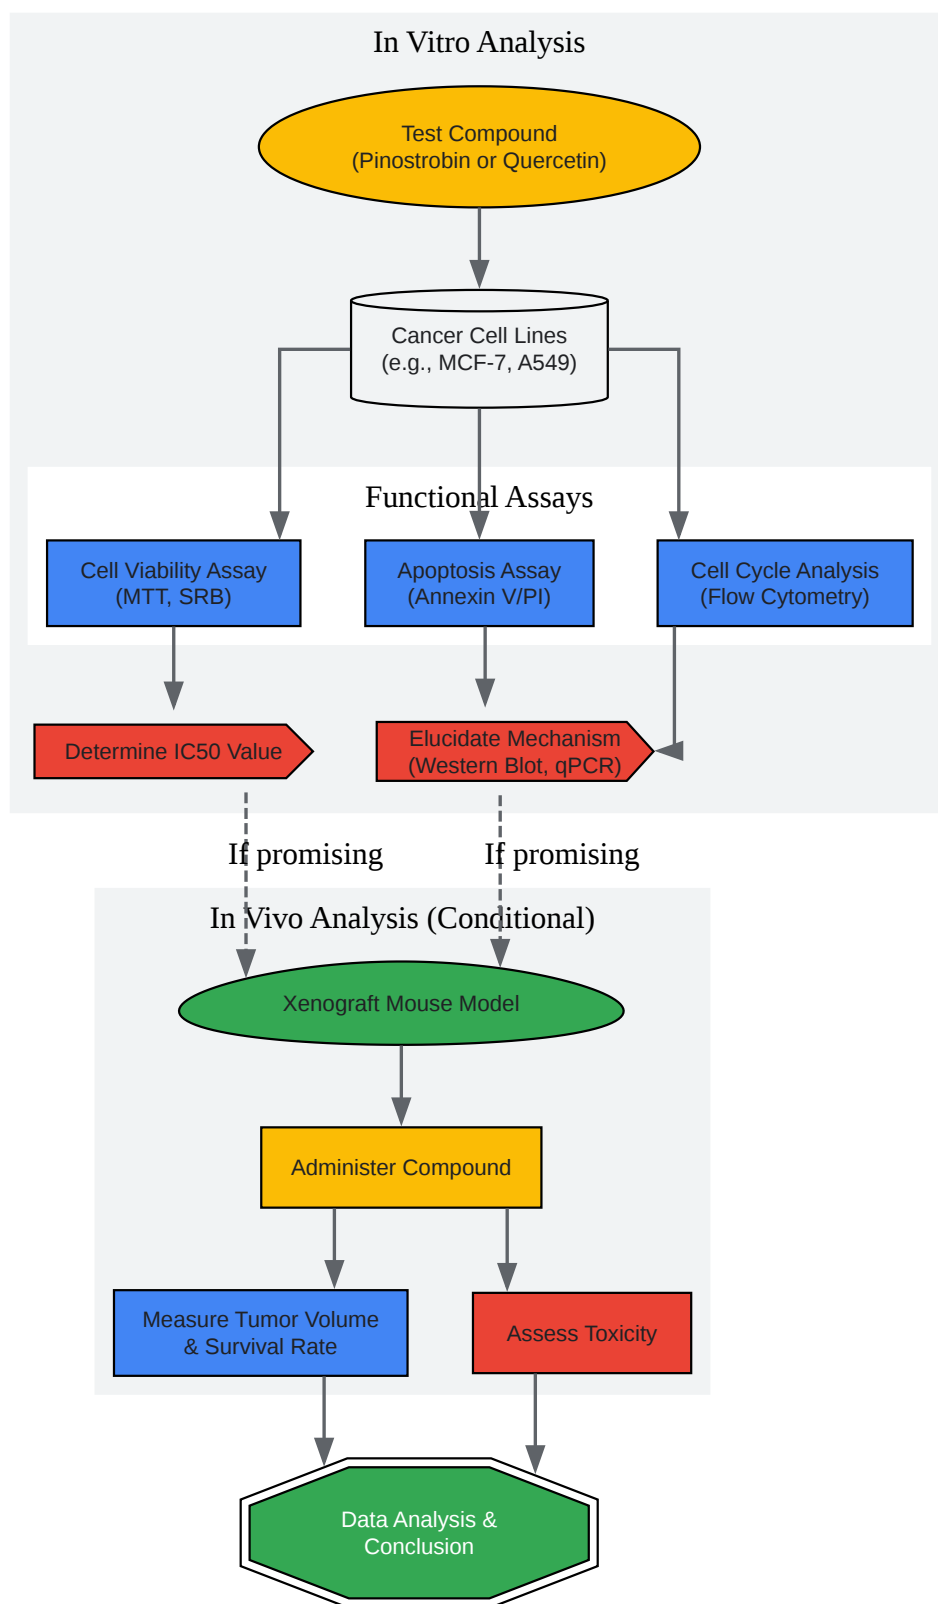 In Vitro Analysis
Test Compound
(Pinostrobin or Quercetin)
Cancer Cell Lines
(e.g., MCF-7, A549)
Functional Assays
Cell Viability Assay
(MTT, SRB)
Apoptosis Assay
(Annexin V/PI)
Cell Cycle Analysis
(Flow Cytometry)
Determine IC50 Value
Elucidate Mechanism
(Western Blot, qPCR)
If promising
If promising
In Vivo Analysis (Conditional)
Xenograft Mouse Model
Administer Compound
Measure Tumor Volume
& Survival Rate
Assess Toxicity
Data Analysis &
Conclusion